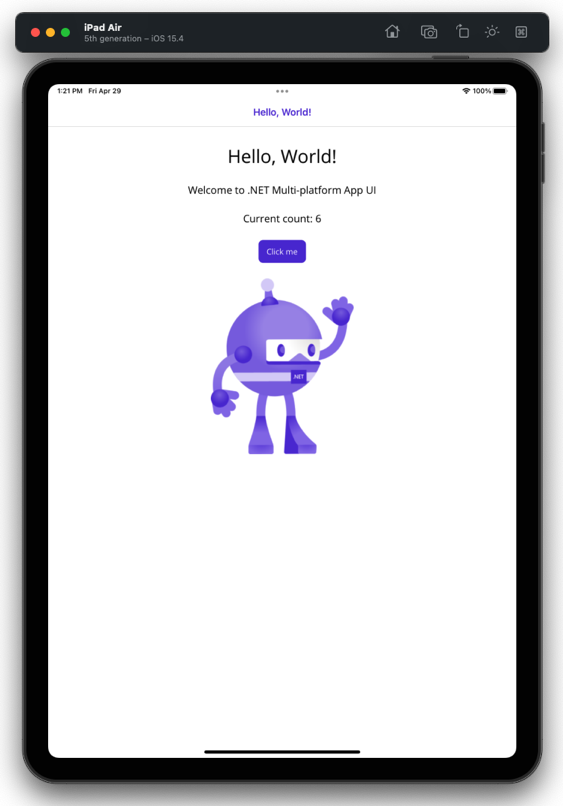 iPad Air
5th generation – iOS 15.4
1:21 PM Fri Apr 29
100%
Hello, World!
Hello, World!
Welcome to .NET Multi-platform App UI
Current count: 6
Click me
.NET